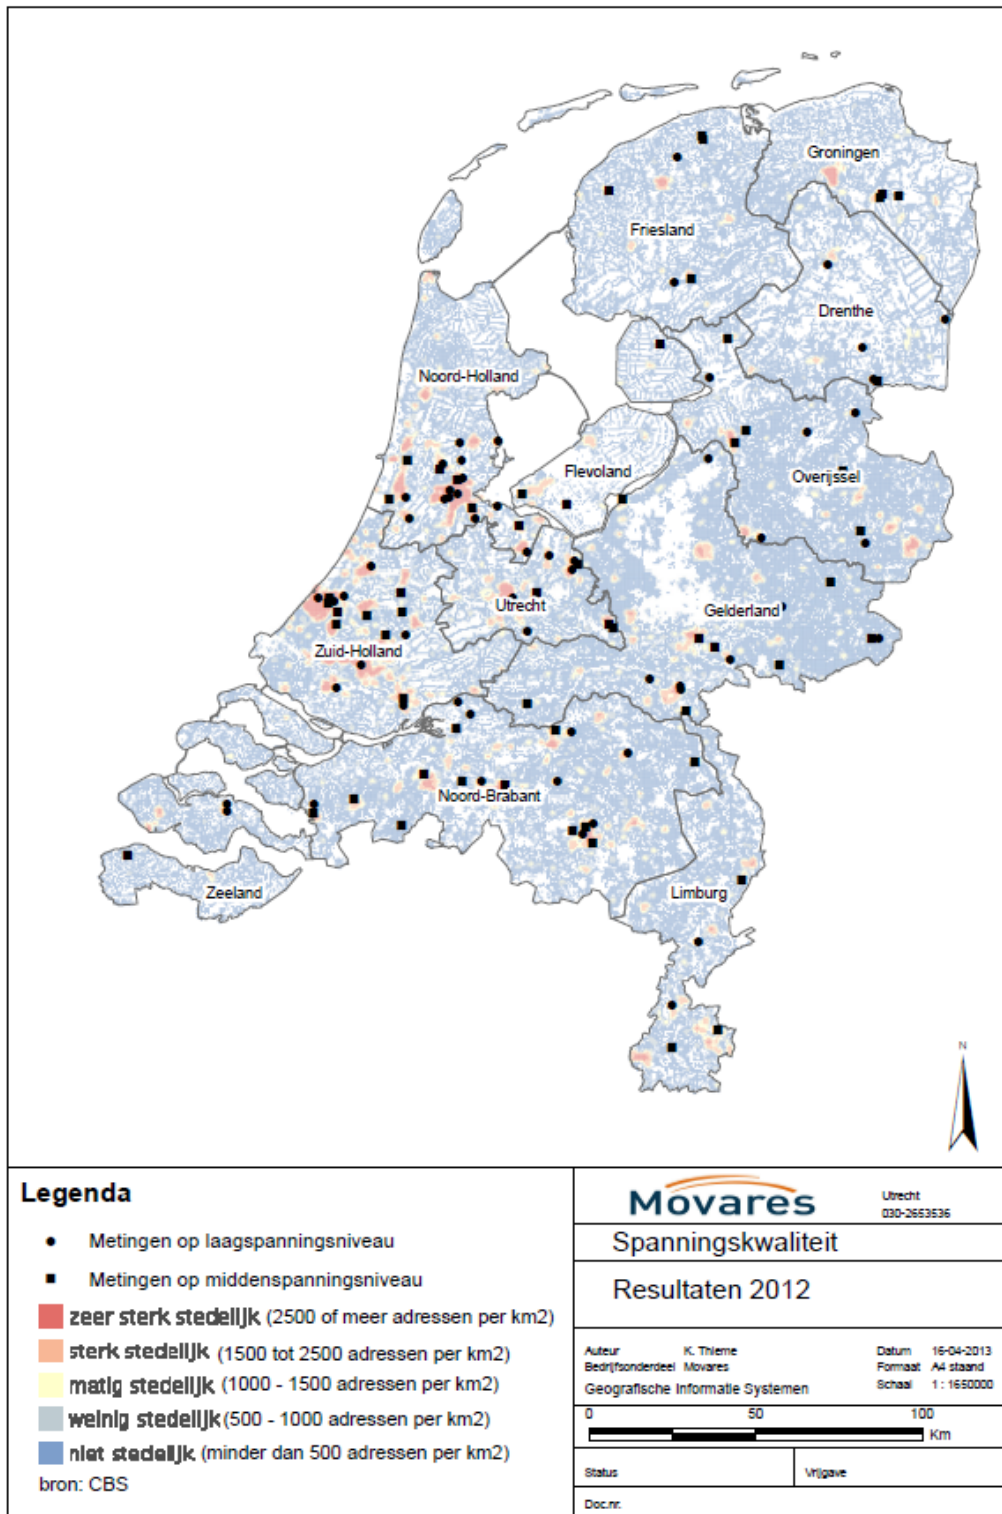 Groningen
Friesland
Drenthe
Noord-Holland
Flevoland
Overijssel
Utrecht
Gelderland
Zuid-Holland
Noord-Brabant
Zeeland
Limburg
N
Legenda
Metingen op laagspanningsniveau
Metingen op middenspanningsniveau
zeer sterk stedelijk (2500 of meer adressen per km2)
sterk stedelijk (1500 tot 2500 adressen per km2)
matig stedelijk (1000 - 1500 adressen per km2)
weinig stedelijk (500 - 1000 adressen per km2)
niet stedelijk (minder dan 500 adressen per km2)
bron: CBS
Movares
Utrecht
030-2653536
Spanningskwaliteit
Resultaten 2012
Auteur K. Thieme Datum 16-04-2013
Bedrijfsonderdeel Movares Formaat A4 staand
Geografische Informatie Systemen Schaal 1 : 1650000
0 50 100
Km
Status Vrijgave
Doc.nr.